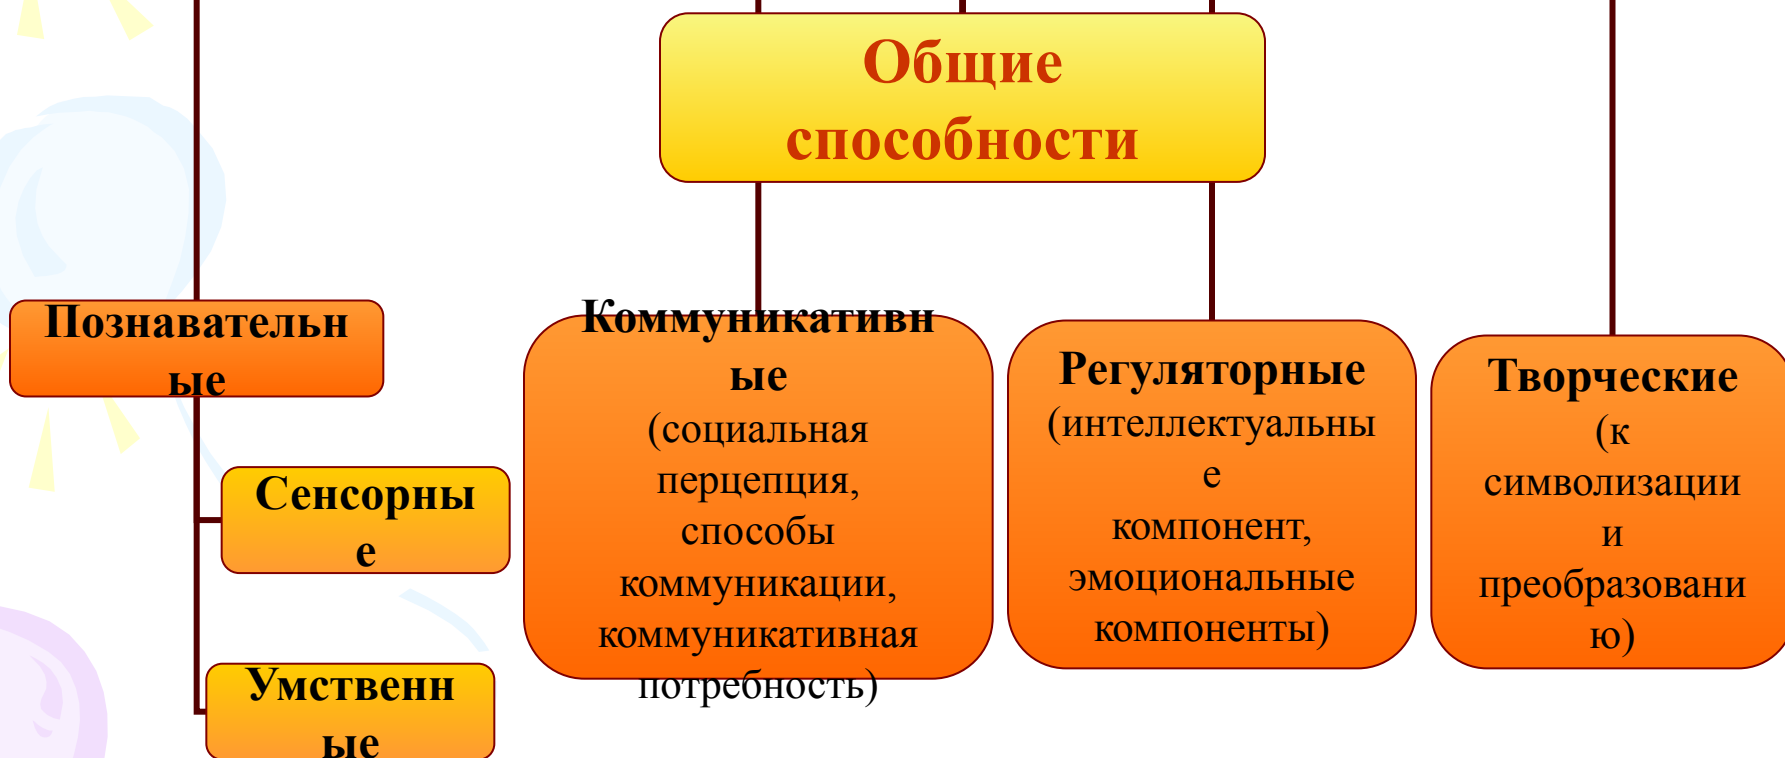 Общие
способности
Познавательн
ые
Сенсорны
е
Умственн
ые
Коммуникативн
ые
(социальная
перцепция,
способы
коммуникации,
коммуникативная
потребность)
Регуляторные
(интеллектуальны
е
компонент,
эмоциональные
компоненты)
Творческие
(к
символизации
и
преобразовани
ю)